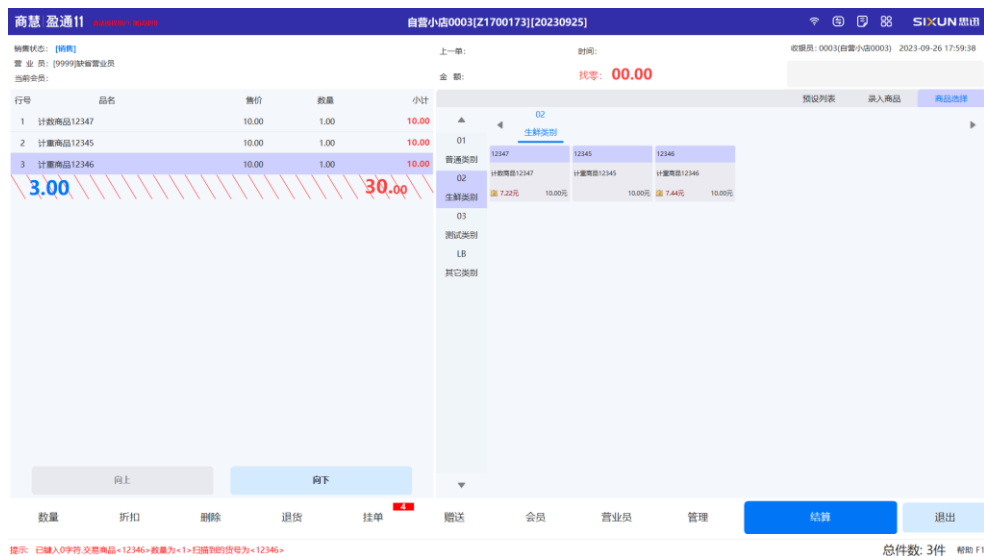 商慧 盈通11
自营小店0003[Z1700173][20230925]
SIXUN思迅
销售状态: [销售]
营 业 员: [9999]缺省营业员
当前会员:
上一单: 时间:
金 额: 找零: 00.00
收银员: 0003(自营小店0003) 2023-09-26 17:59:38
行号 品名 售价 数量 小计
1 计数商品12347 10.00 1.00 10.00
2 计重商品12345 10.00 1.00 10.00
3 计重商品12346 10.00 1.00 10.00
3.00 30.00
向上 向下
预设列表 录入商品 商品选择
01
普通类别
02
生鲜类别
03
测试类别
LB
其它类别
02
生鲜类别
12347 12345 12346
计数商品12347 计重商品12345 计重商品12346
7.22元 10.00元 10.00元 7.44元 10.00元
数量 折扣 删除 退货 挂单 4 赠送 会员 营业员 管理 结算 退出
提示: 已键入0字符.交易商品<12346>数量为<1>扫描到的货号为<12346>
总件数: 3件 帮助 F1